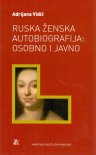 Adrijana Vidić
RUSKA ŽENSKA
AUTOBIOGRAFIJA:
OSOBNO I JAVNO